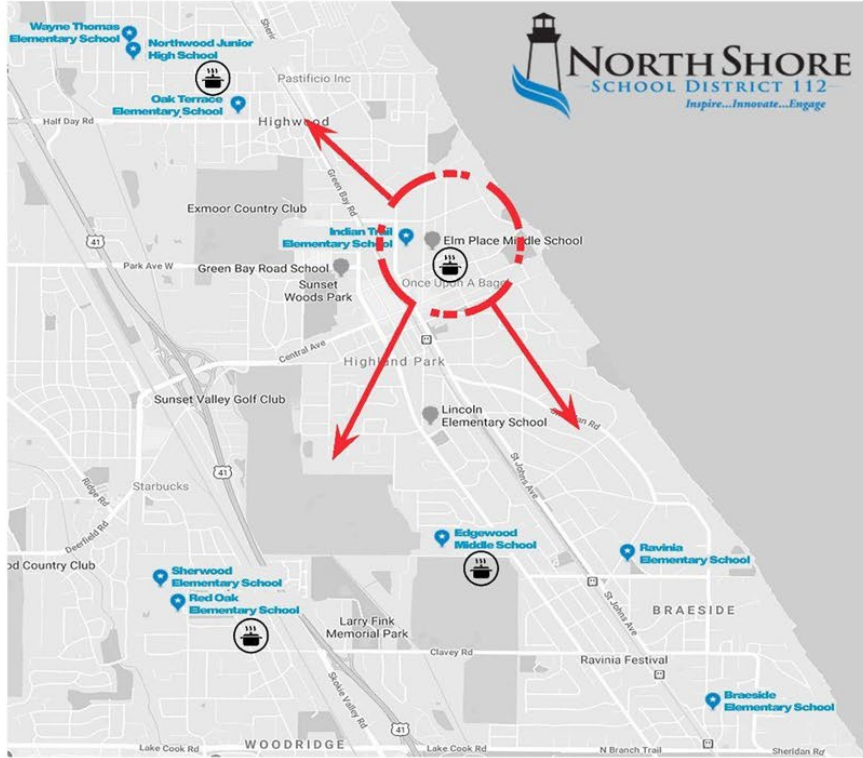 Wayne Thomas
Elementary School
Northwood Junior
High School
NORTH SHORE
SCHOOL DISTRICT 112
Inspire...Innovate...Engage
Pastificio Inc
Oak Terrace
Elementary School
Half Day Rd
Highwood
Green Bay Rd
Exmoor Country Club
Indian Trail
Elementary School
Elm Place Middle School
41
Park Ave W
Green Bay Road School
Sunset
Woods Park
Once Upon A Bagel
Central Ave
Highland Park
Sunset Valley Golf Club
Lincoln
Elementary School
Rd
St Johns Ave
41
Starbucks
Ridge Rd
Deerfield Rd
Edgewood
Middle School
Ravinia
Elementary School
od Country Club
Sherwood
Elementary School
Red Oak
Elementary School
St Johns Ave
BRAESIDE
Larry Fink
Memorial Park
Clavey Rd
Ravinia Festival
Skokie Valley Rd
Braeside
Elementary School
41
Lake Cook Rd
WOODRIDGE
Lake Cook Rd
N Branch Trail
Sheridan Rd